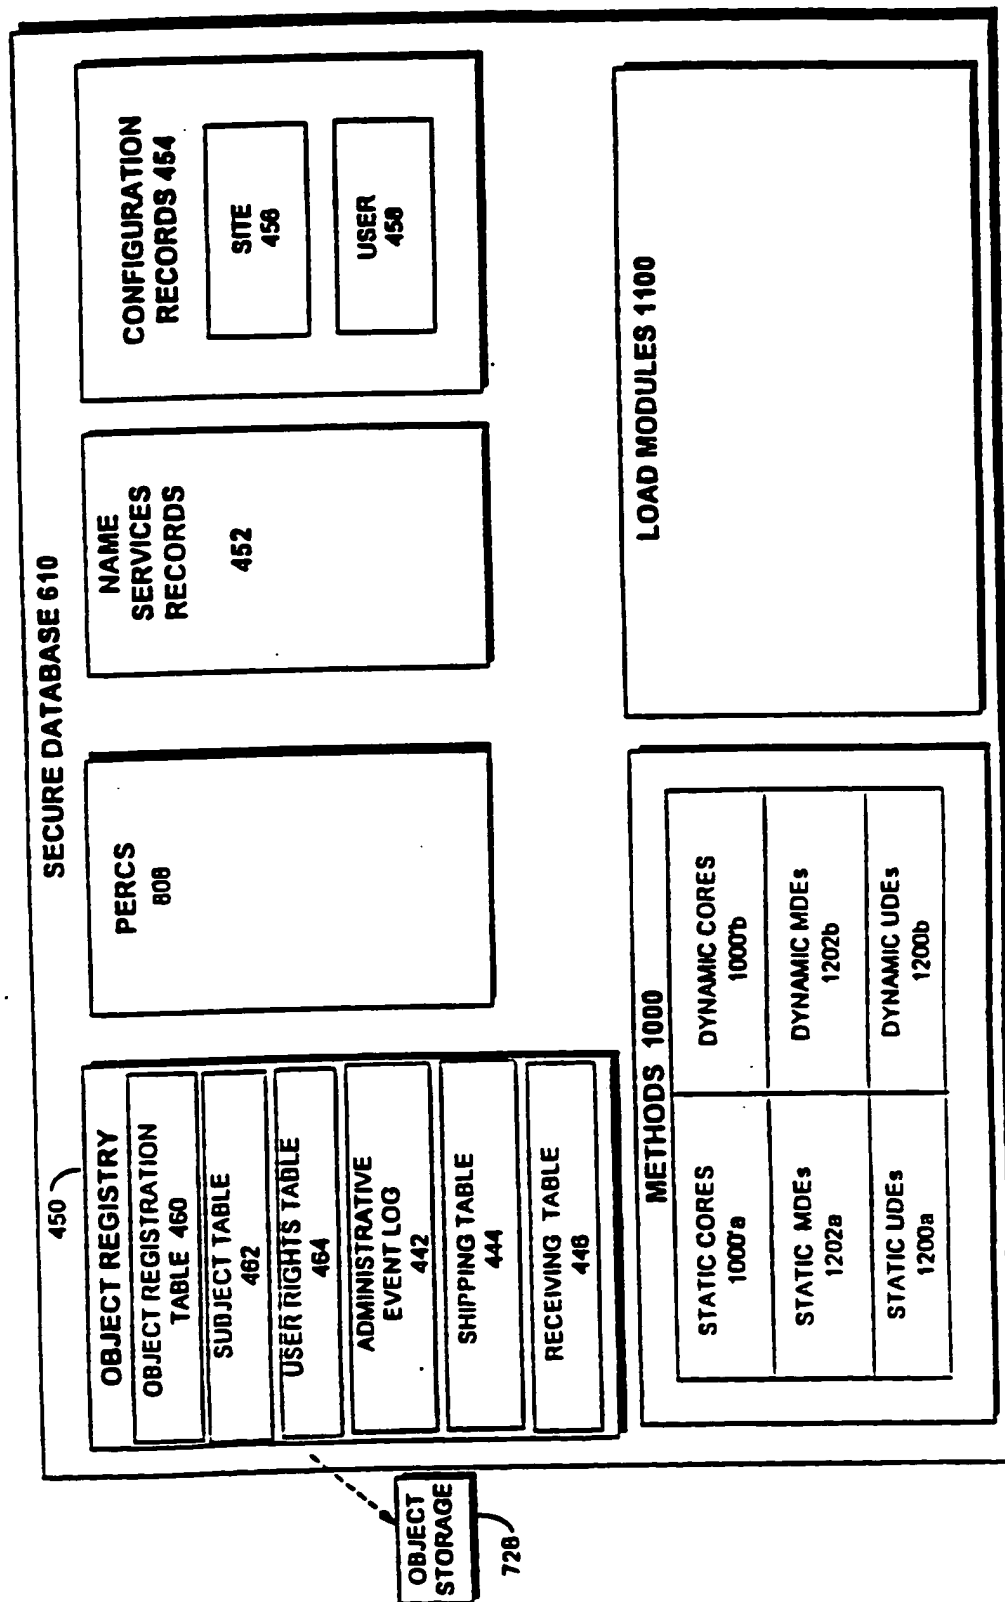 SECURE DATABASE 610
450
OBJECT REGISTRY
OBJECT REGISTRATION
TABLE 460
SUBJECT TABLE
462
USER RIGHTS TABLE
464
ADMINISTRATIVE
EVENT LOG
442
SHIPPING TABLE
444
RECEIVING TABLE
446
OBJECT
STORAGE
728
PERCS
808
NAME
SERVICES
RECORDS
452
CONFIGURATION
RECORDS 454
SITE
456
USER
458
METHODS 1000
STATIC CORES
1000'a
DYNAMIC CORES
1000'b
STATIC MDEs
1202a
DYNAMIC MDEs
1202b
STATIC UDEs
1200a
DYNAMIC UDEs
1200b
LOAD MODULES 1100